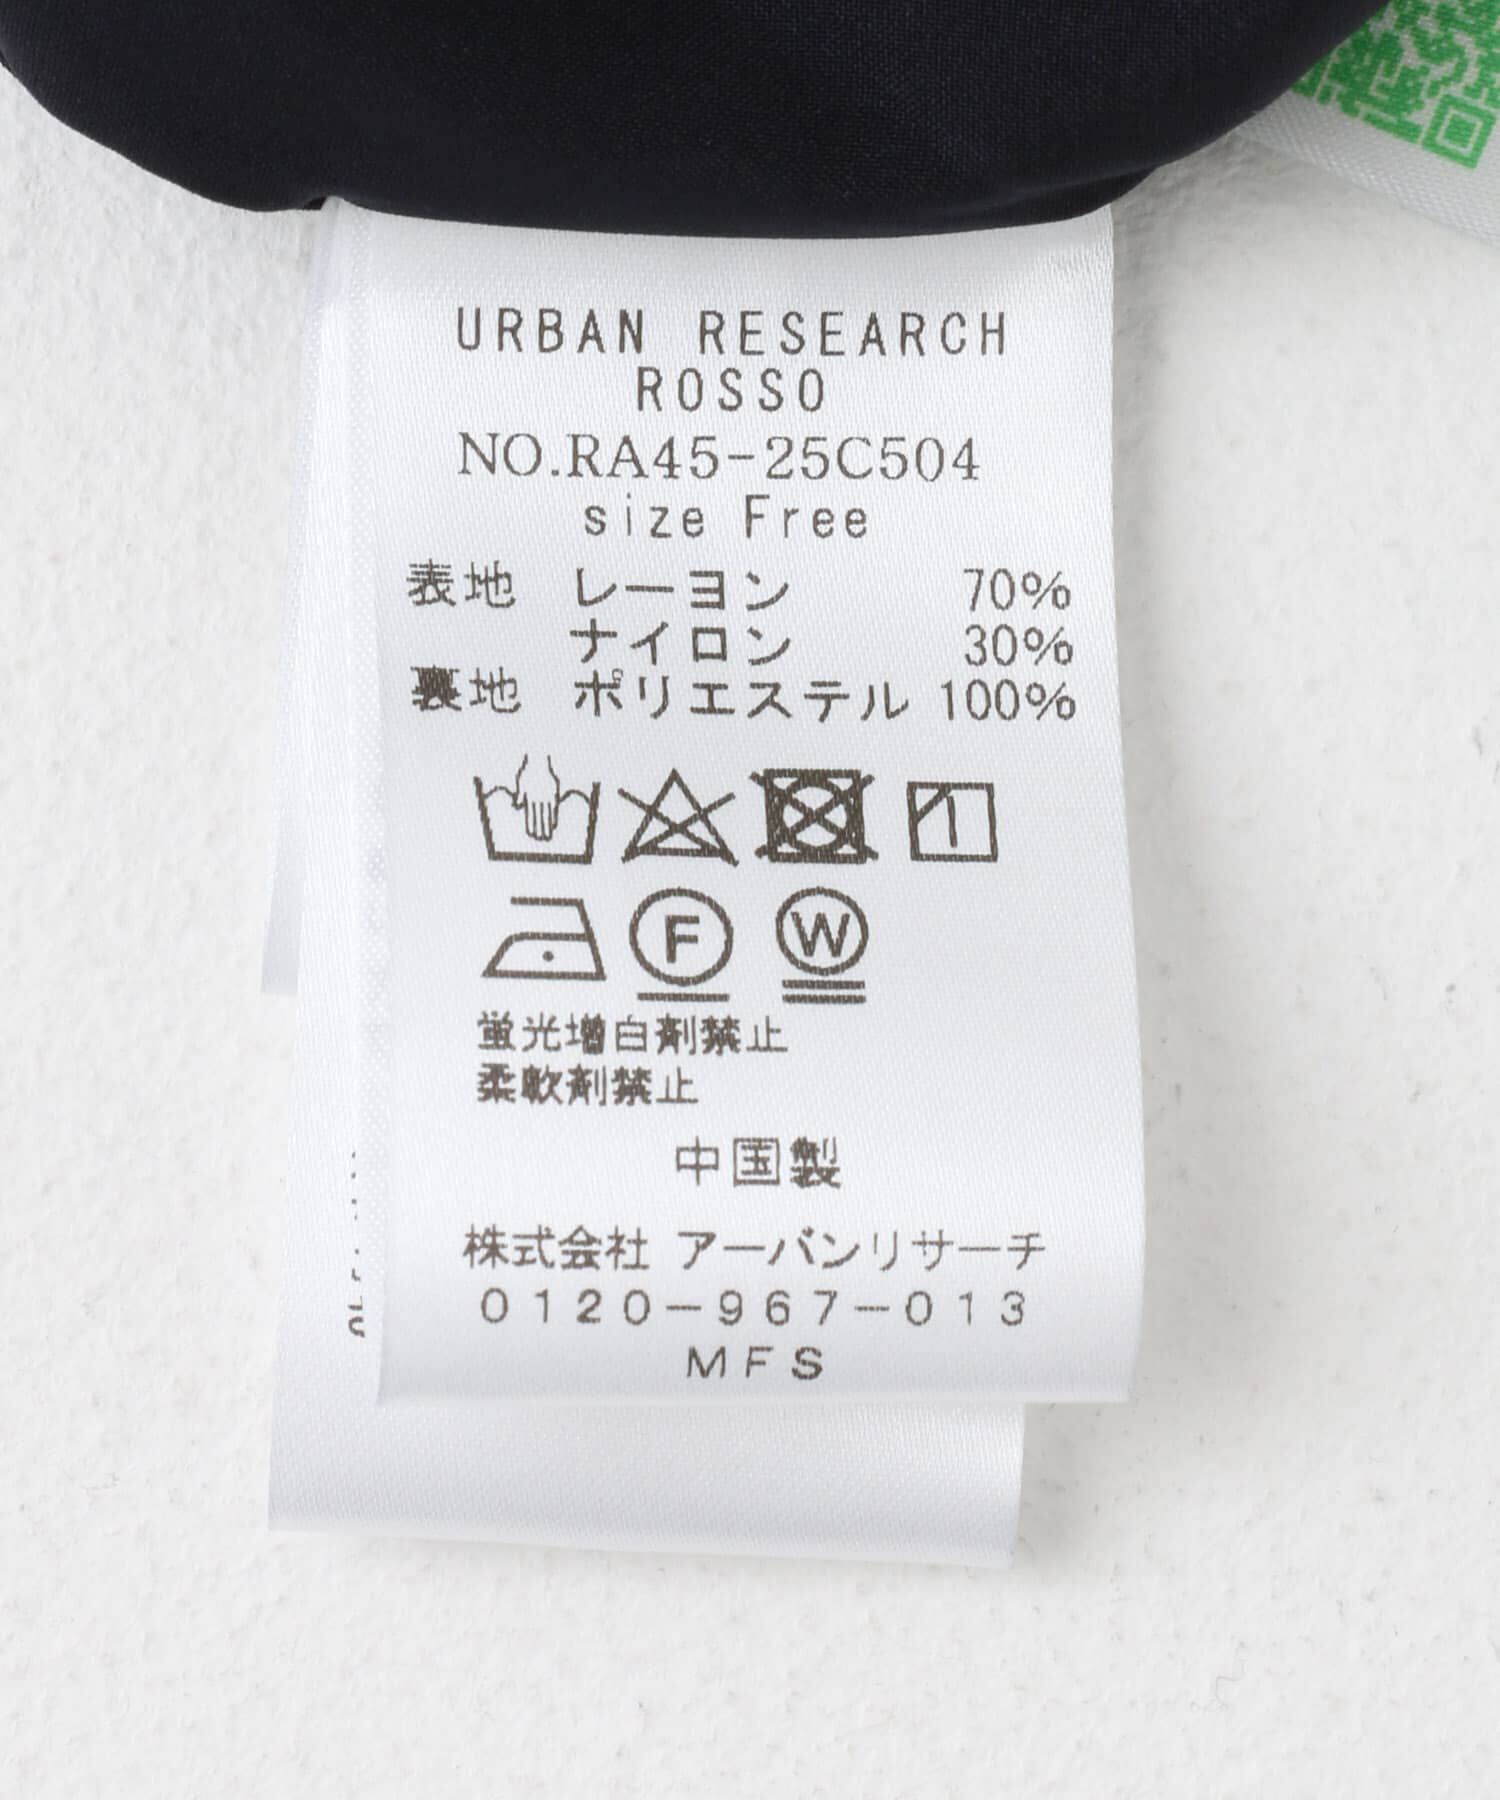 URBAN RESEARCH
ROSSO
NO.RA45-25C504
size Free
表地 レーヨン 70%
ナイロン 30%
裏地 ポリエステル 100%
F W
蛍光増白剤禁止
柔軟剤禁止
中国製
株式会社 アーバンリサーチ
0120-967-013
MFS